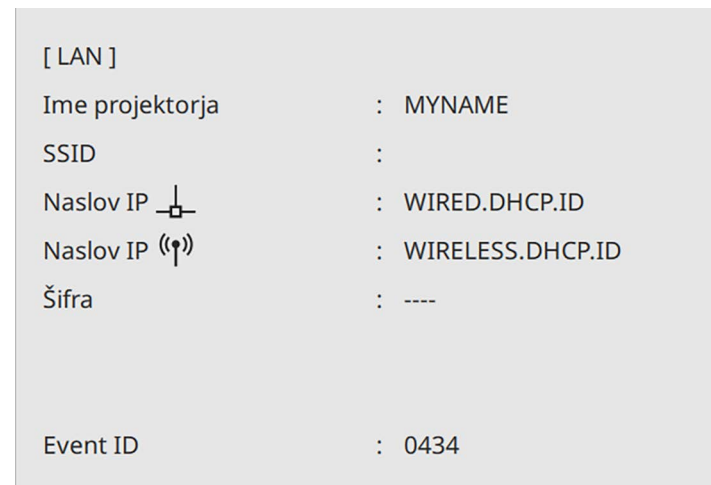 [ LAN ]
Ime projektorja : MYNAME
SSID :
Naslov IP : WIRED.DHCP.ID
Naslov IP : WIRELESS.DHCP.ID
Šifra : ----
Event ID : 0434